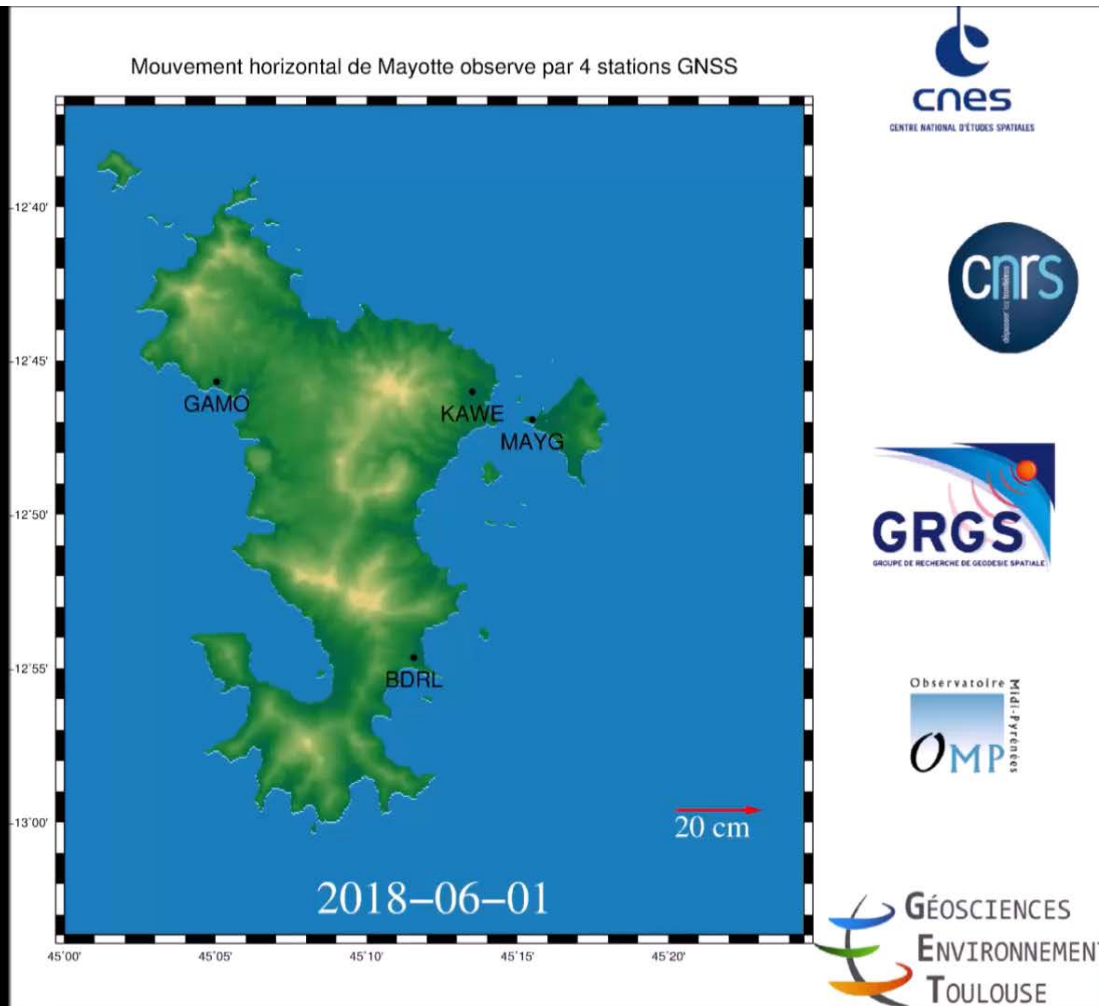 Mouvement horizontal de Mayotte observe par 4 stations GNSS
cnes
CENTRE NATIONAL D'ÉTUDES SPATIALES
-12˚40'
cnrs
dépasser les frontières
-12˚45'
GAMO
KAWE
MAYG
-12˚50'
GRGS
GROUPE DE RECHERCHE DE GEODESIE SPATIALE
-12˚55'
BDRL
Observatoire
Midi-Pyrénées
OMP
-13˚00'
20 cm
2018-06-01
45˚00'
45˚05'
45˚10'
45˚15'
45˚20'
GÉOSCIENCES
ENVIRONNEMENT
TOULOUSE